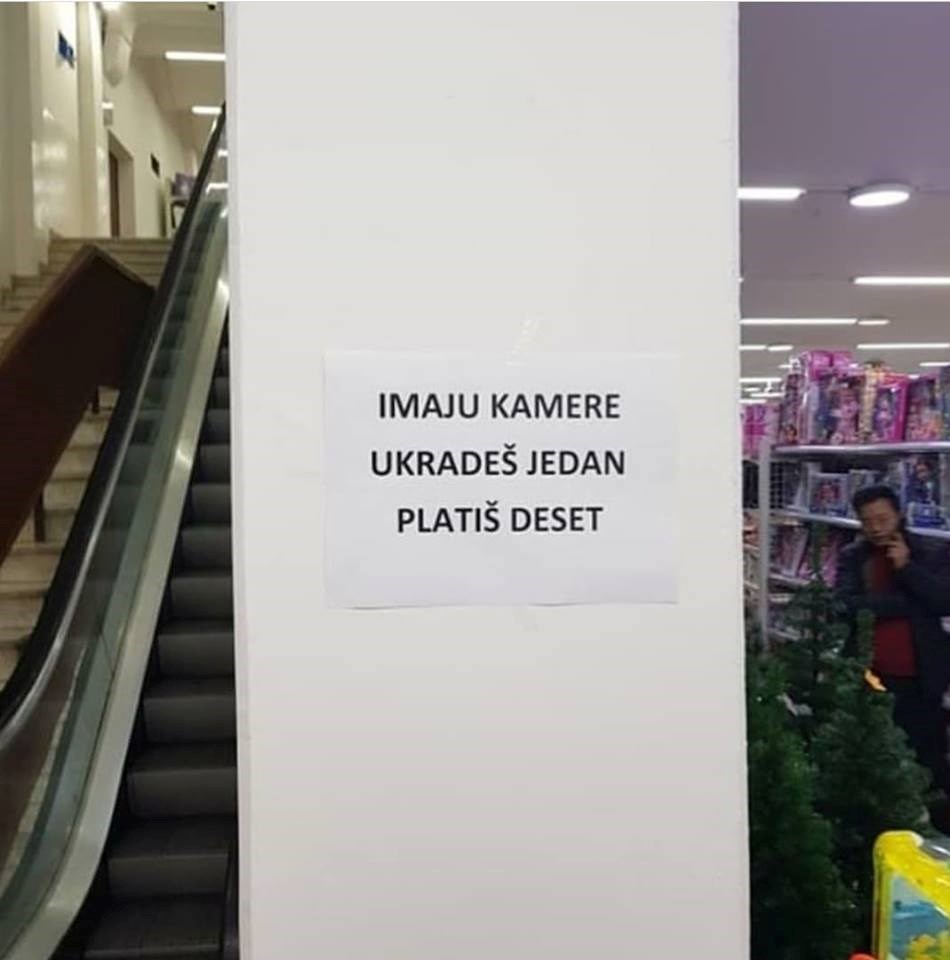 IMAJU KAMERE
UKRADEŠ JEDAN
PLATIŠ DESET